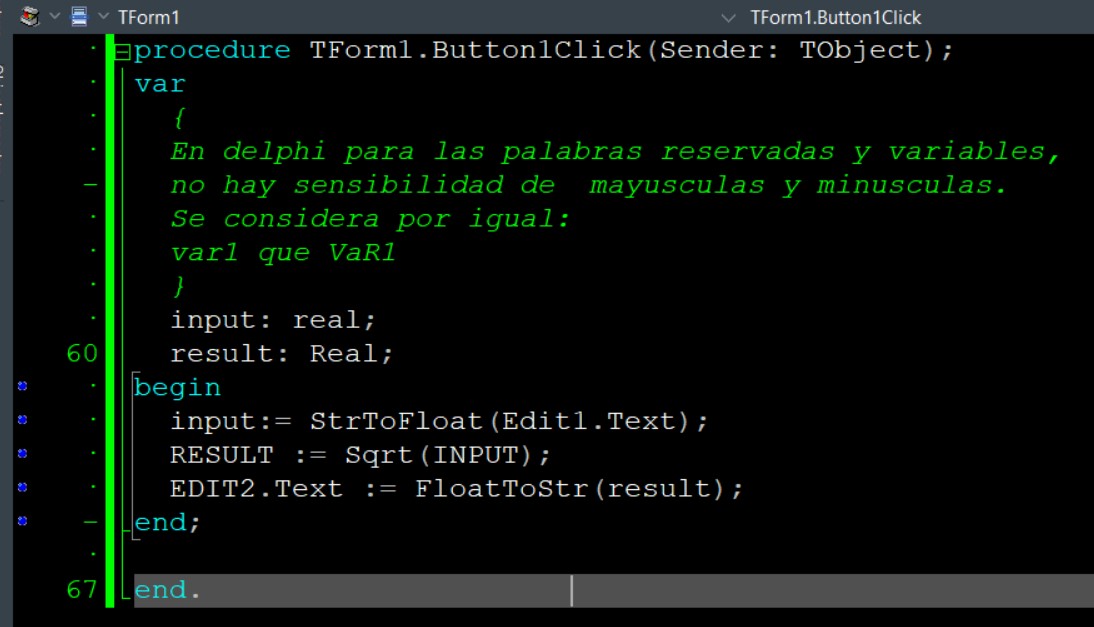 TForm1 TForm1.Button1Click
procedure TForm1.Button1Click(Sender: TObject);
var
{
En delphi para las palabras reservadas y variables,
no hay sensibilidad de  mayusculas y minusculas.
Se considera por igual:
var1 que VaR1
}
input: real;
60 result: Real;
begin
input:= StrToFloat(Edit1.Text);
RESULT := Sqrt(INPUT);
EDIT2.Text := FloatToStr(result);
end;
67 end.